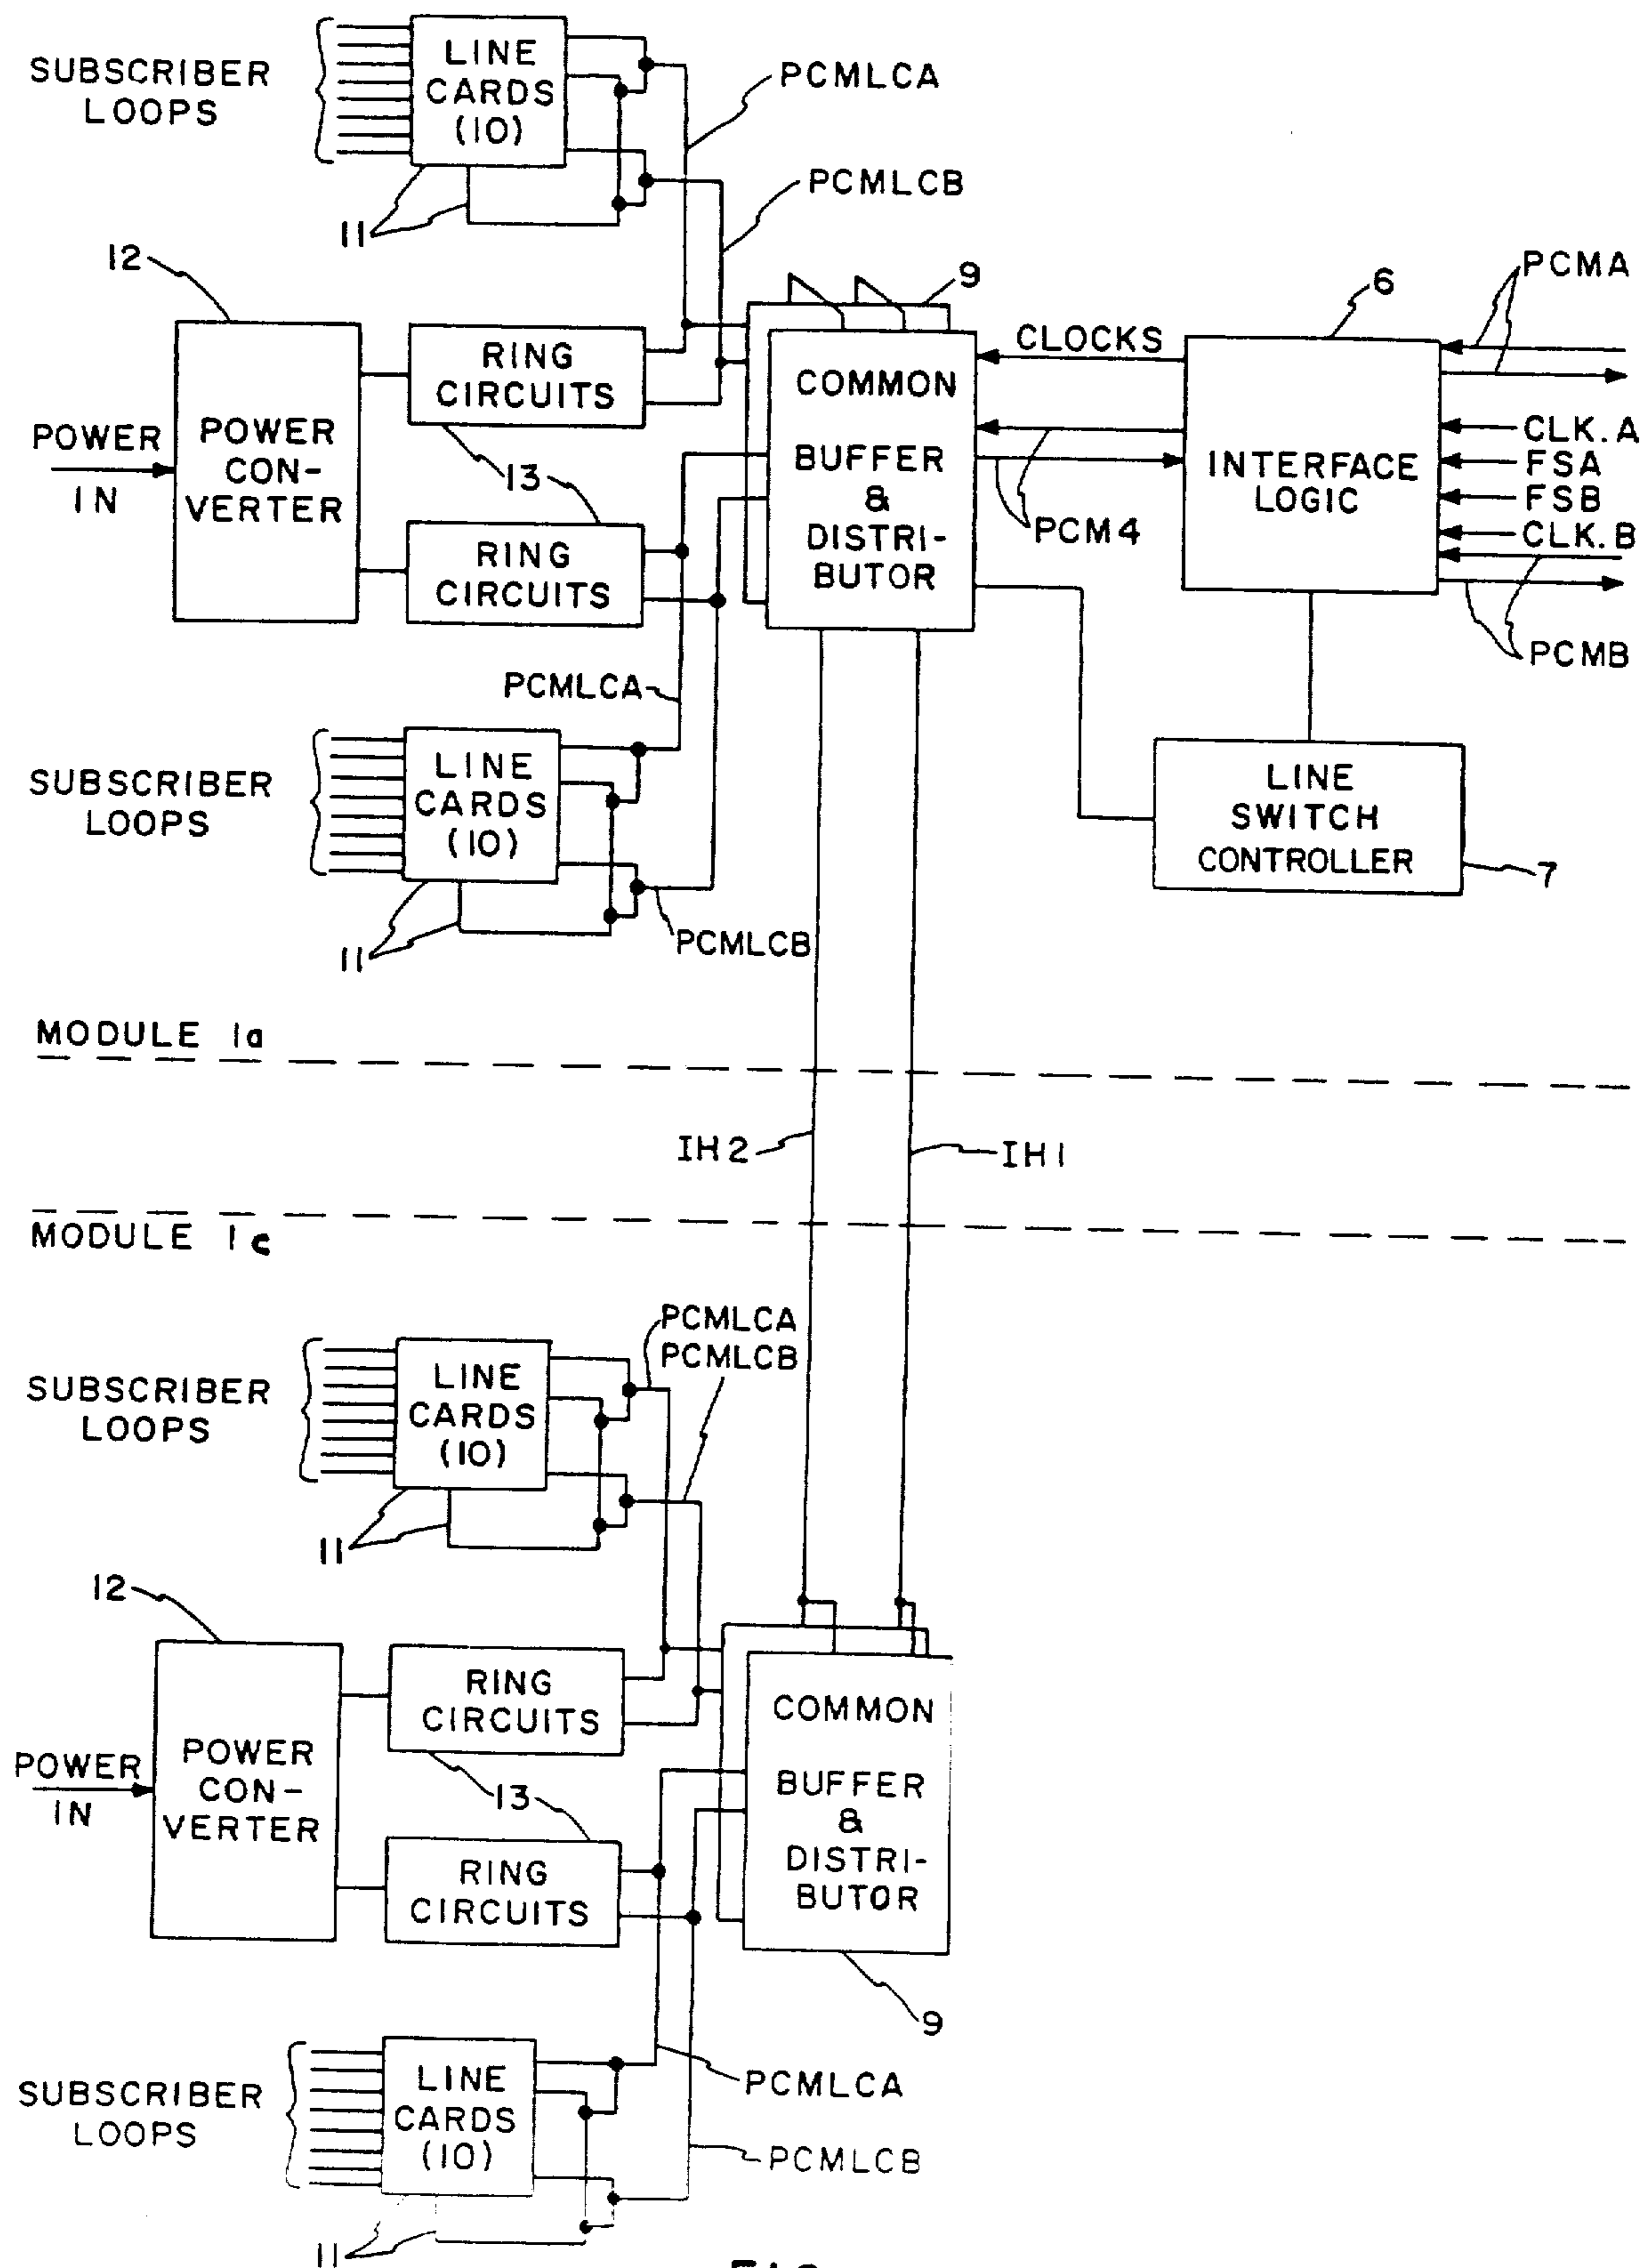 SUBSCRIBER
LOOPS
LINE
CARDS
(10)
PCMLCA
PCMLCB
11
12
9
6
PCMA
POWER
IN
POWER
CON-
VERTER
RING
CIRCUITS
13
RING
CIRCUITS
COMMON
BUFFER
&
DISTRI-
BUTOR
CLOCKS
PCM4
INTERFACE
LOGIC
CLK.A
FSA
FSB
CLK.B
PCMB
PCMLCA
SUBSCRIBER
LOOPS
LINE
CARDS
(10)
11
PCMLCB
LINE
SWITCH
CONTROLLER
7
MODULE 1a
IH2
IH1
MODULE 1c
PCMLCA
PCMLCB
SUBSCRIBER
LOOPS
LINE
CARDS
(10)
11
12
POWER
IN
POWER
CON-
VERTER
RING
CIRCUITS
13
RING
CIRCUITS
COMMON
BUFFER
&
DISTRI-
BUTOR
9
SUBSCRIBER
LOOPS
LINE
CARDS
(10)
PCMLCA
PCMLCB
11